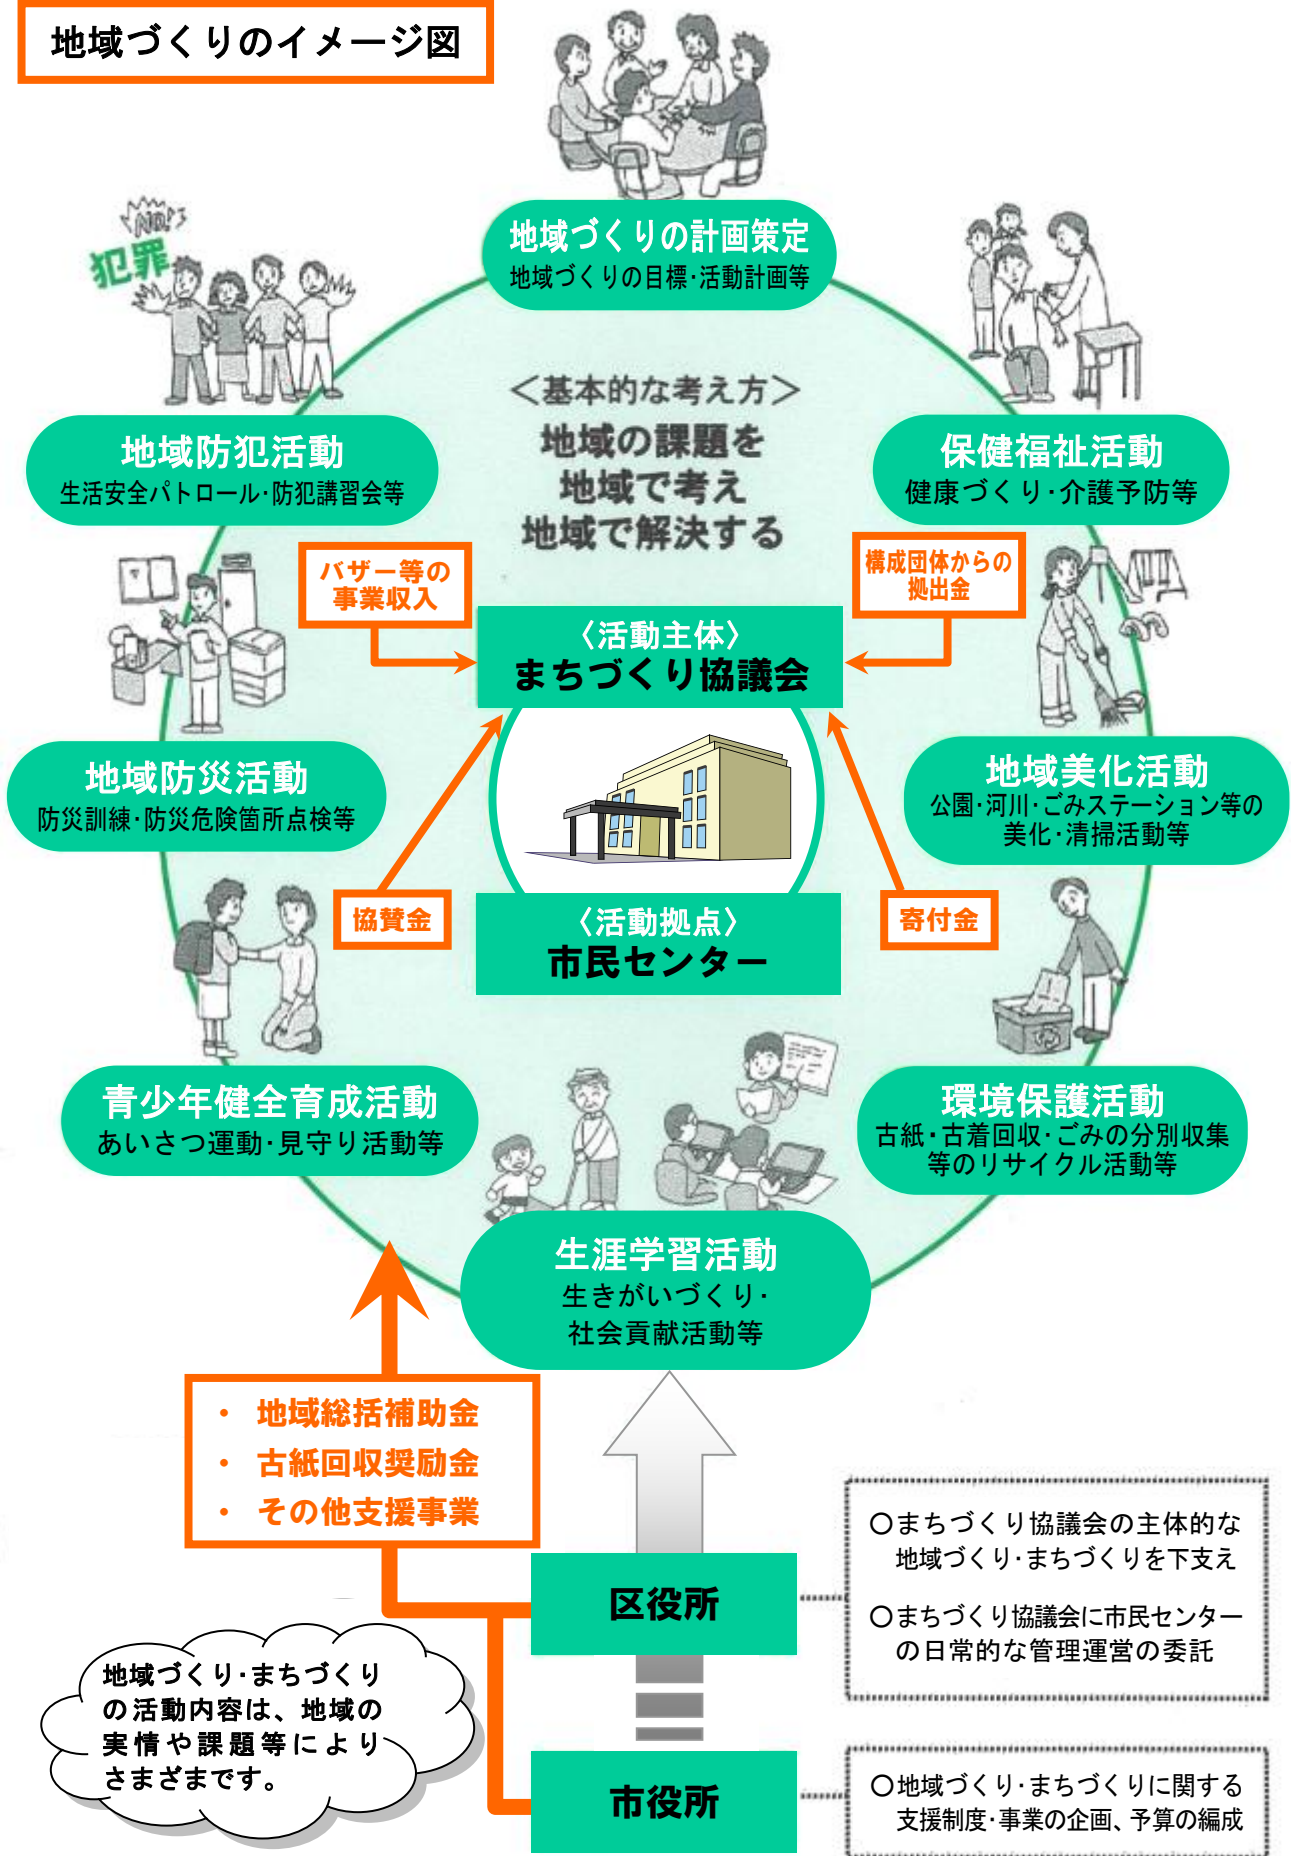 地域づくりのイメージ図
NO!
犯罪
地域づくりの計画策定
地域づくりの目標・活動計画等
＜基本的な考え方＞
地域の課題を
地域で考え
地域で解決する
地域防犯活動
生活安全パトロール・防犯講習会等
保健福祉活動
健康づくり・介護予防等
バザー等の
事業収入
構成団体からの
拠出金
〈活動主体〉
まちづくり協議会
地域防災活動
防災訓練・防災危険箇所点検等
地域美化活動
公園・河川・ごみステーション等の
美化・清掃活動等
協賛金
寄付金
〈活動拠点〉
市民センター
青少年健全育成活動
あいさつ運動・見守り活動等
環境保護活動
古紙・古着回収・ごみの分別収集
等のリサイクル活動等
生涯学習活動
生きがいづくり・
社会貢献活動等
・ 地域総括補助金
・ 古紙回収奨励金
・ その他支援事業
区役所
〇まちづくり協議会の主体的な
地域づくり・まちづくりを下支え
〇まちづくり協議会に市民センター
の日常的な管理運営の委託
地域づくり・まちづくり
の活動内容は、地域の
実情や課題等により
さまざまです。
市役所
〇地域づくり・まちづくりに関する
支援制度・事業の企画、予算の編成